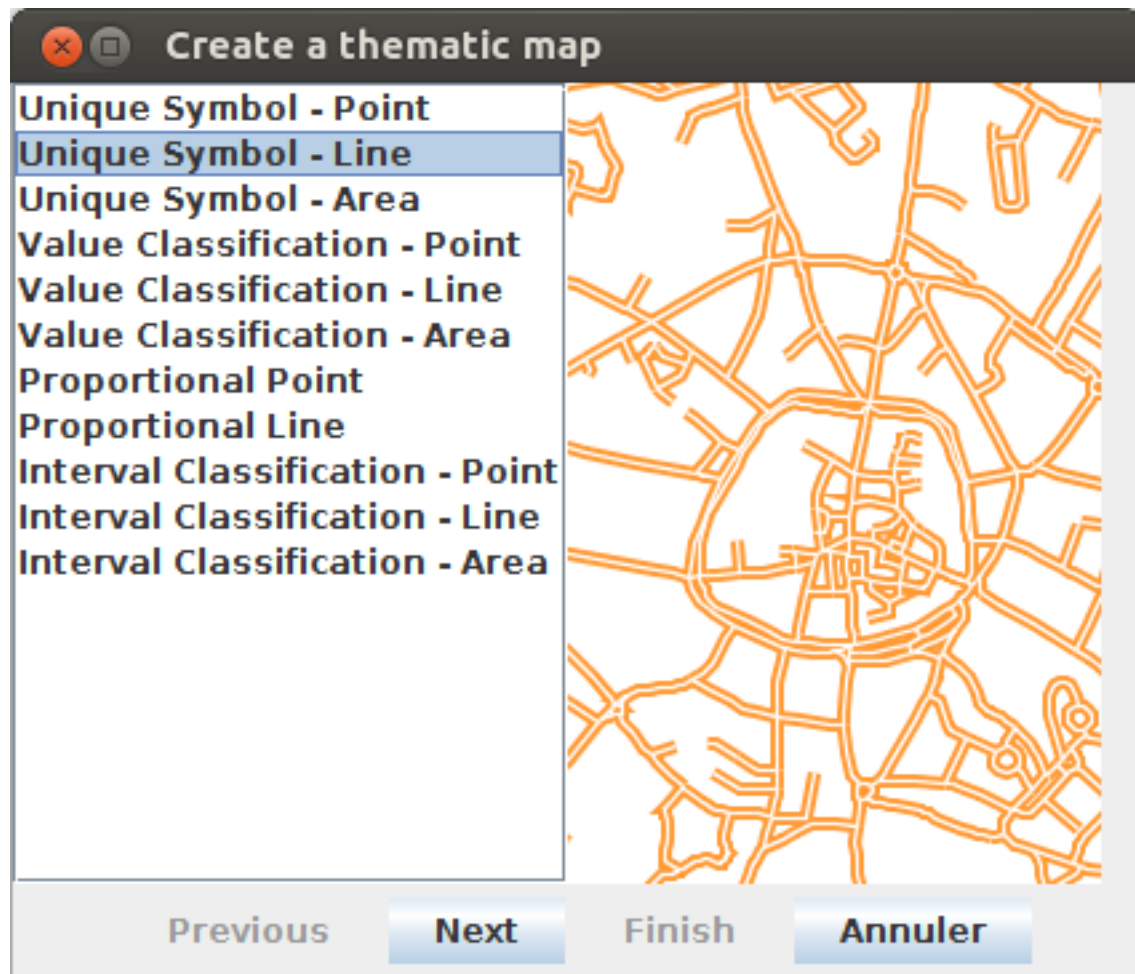 Create a thematic map
Unique Symbol - Point
Unique Symbol - Line
Unique Symbol - Area
Value Classification - Point
Value Classification - Line
Value Classification - Area
Proportional Point
Proportional Line
Interval Classification - Point
Interval Classification - Line
Interval Classification - Area
Previous Next Finish Annuler